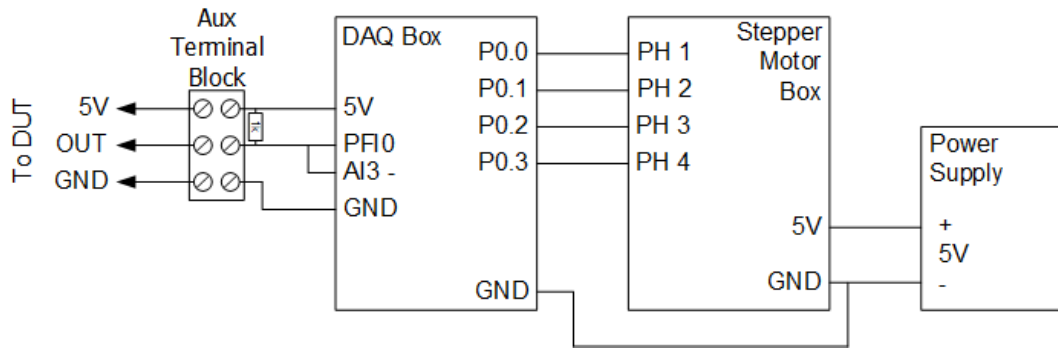 Aux
Terminal
Block
To DUT
5V
OUT
GND
1k
DAQ Box
5V
PFI0
AI3 -
GND
P0.0
P0.1
P0.2
P0.3
GND
Stepper
Motor
Box
PH 1
PH 2
PH 3
PH 4
5V
GND
Power
Supply
+
5V
-